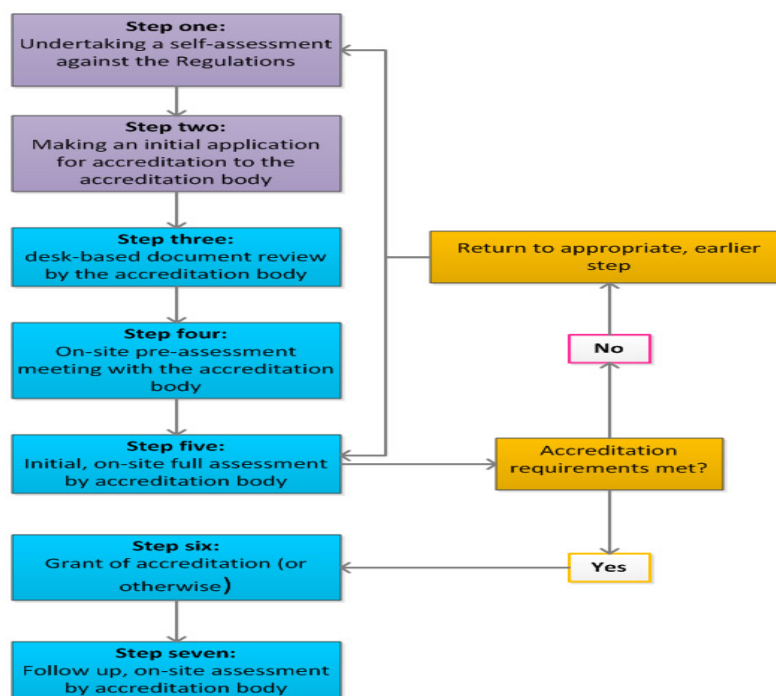 Step one:
Undertaking a self-assessment
against the Regulations
Step two:
Making an initial application
for accreditation to the
accreditation body
Step three:
desk-based document review
by the accreditation body
Return to appropriate, earlier
step
Step four:
On-site pre-assessment
meeting with the accreditation
body
No
Step five:
Initial, on-site full assessment
by accreditation body
Accreditation
requirements met?
Step six:
Grant of accreditation (or
otherwise)
Yes
Step seven:
Follow up, on-site assessment
by accreditation body